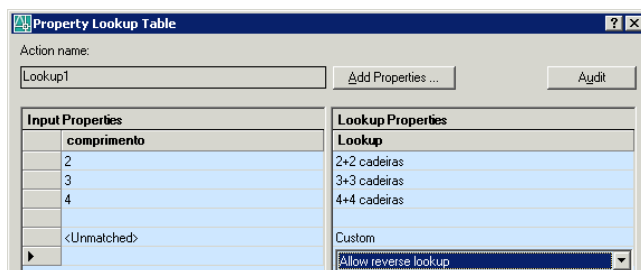 Property Lookup Table
Action name:
Lookup1
Add Properties ...
Audit
Input Properties
Lookup Properties
comprimento
Lookup
2
2+2 cadeiras
3
3+3 cadeiras
4
4+4 cadeiras
<Unmatched>
Custom
Allow reverse lookup